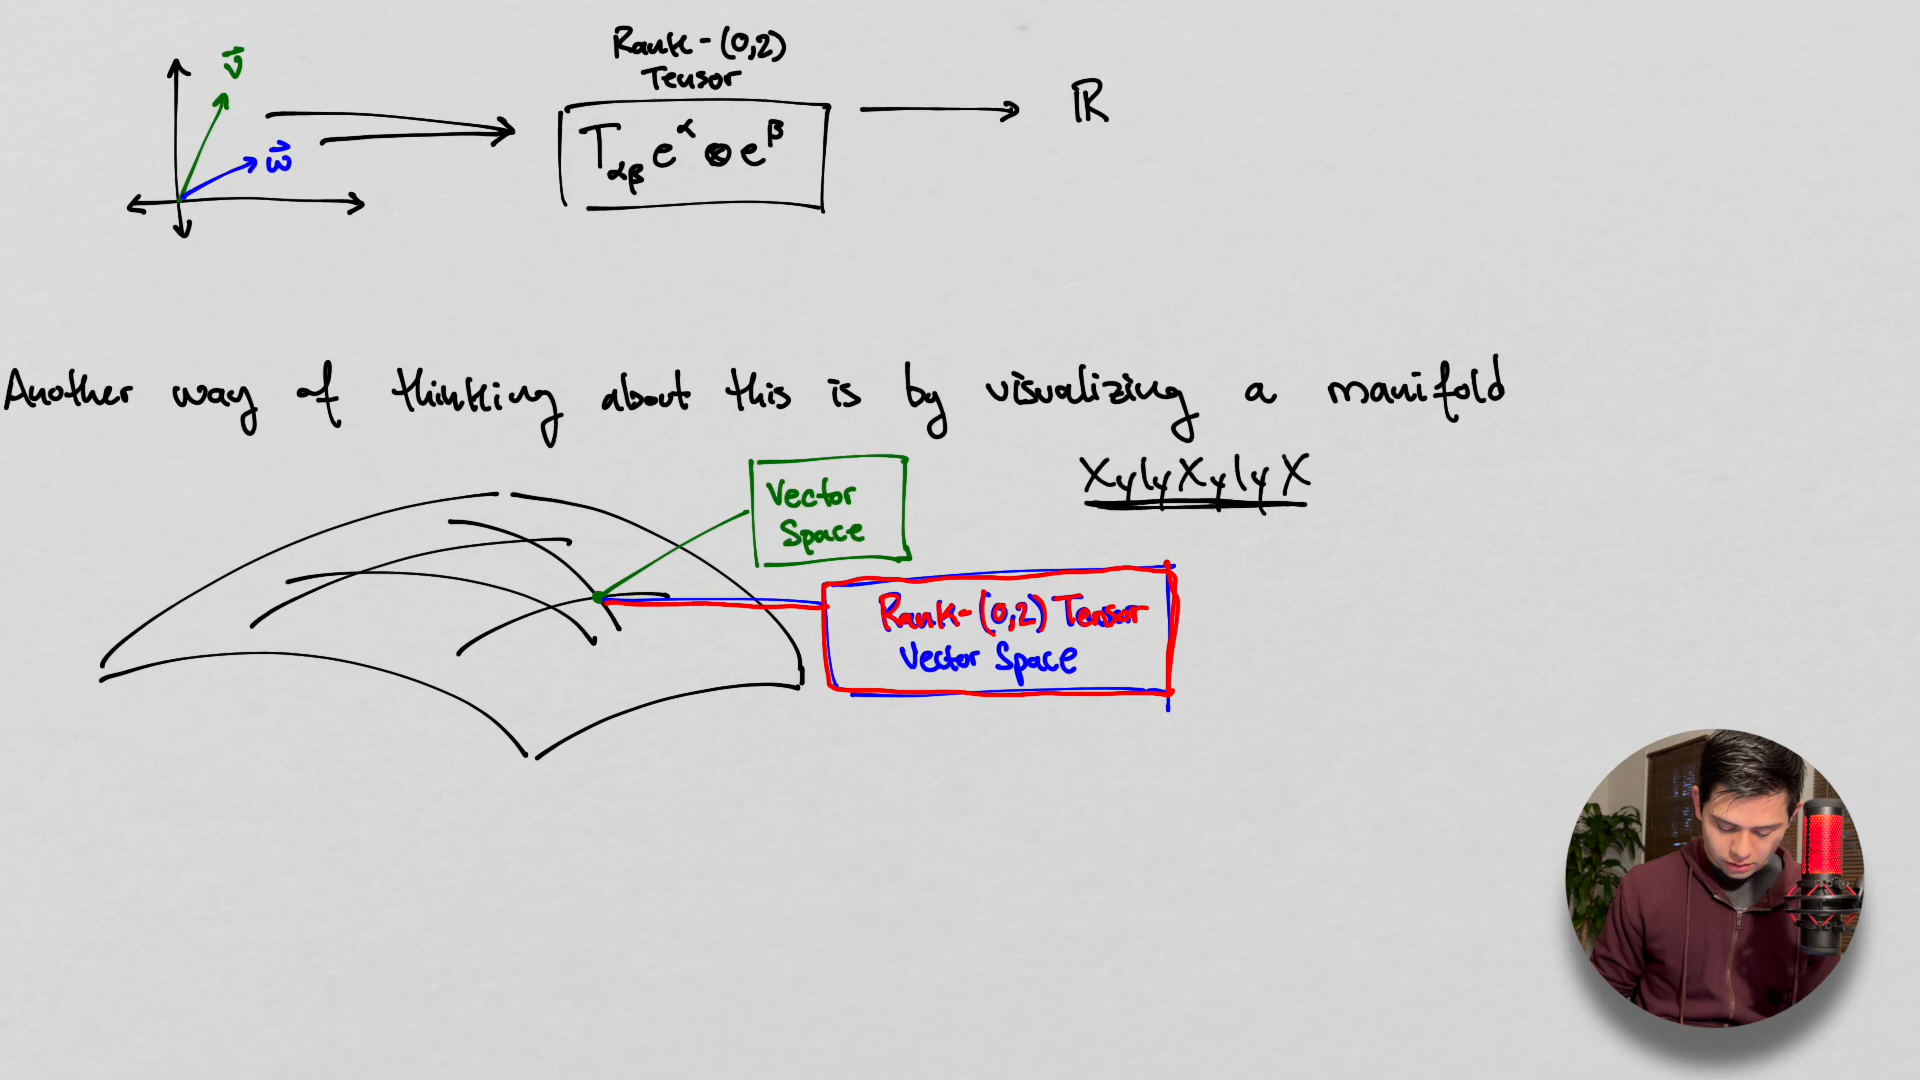 Rank-(0,2)
Tensor
v⃗
w⃗
T_αβ e^α ⊗ e^β
ℝ
Another way of thinking about this is by visualizing a manifold
XylyXylyX
Vector
Space
Rank-(0,2) Tensor
Vector Space